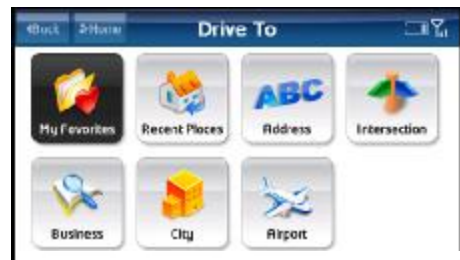 Back Home Drive To
My Favorites Recent Places ABC Address Intersection
Business City Airport